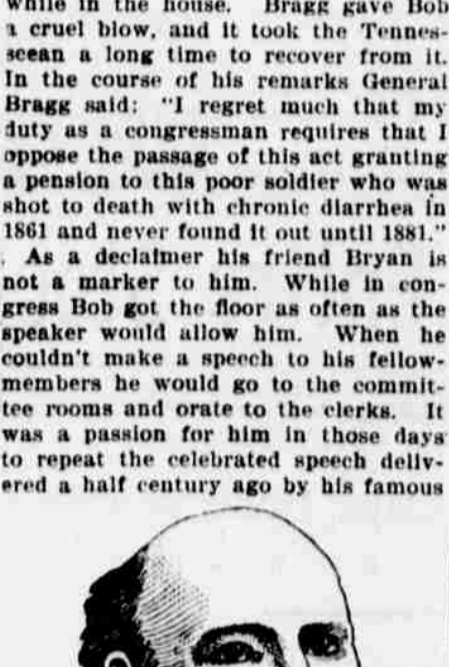 while in the house. Bragg gave Bob
a cruel blow, and it took the Tennes-
sean a long time to recover from it.
In the course of his remarks General
Bragg said: "I regret much that my
duty as a congressman requires that I
oppose the passage of this act granting
a pension to this poor soldier who was
shot to death with chronic diarrhea in
1861 and never found it out until 1881."
As a declaimer his friend Bryan is
not a marker to him. While in con-
gress Bob got the floor as often as the
speaker would allow him. When he
couldn't make a speech to his fellow-
members he would go to the commit-
tee rooms and orate to the clerks. It
was a passion for him in those days
to repeat the celebrated speech deliv-
ered a half century ago by his famous